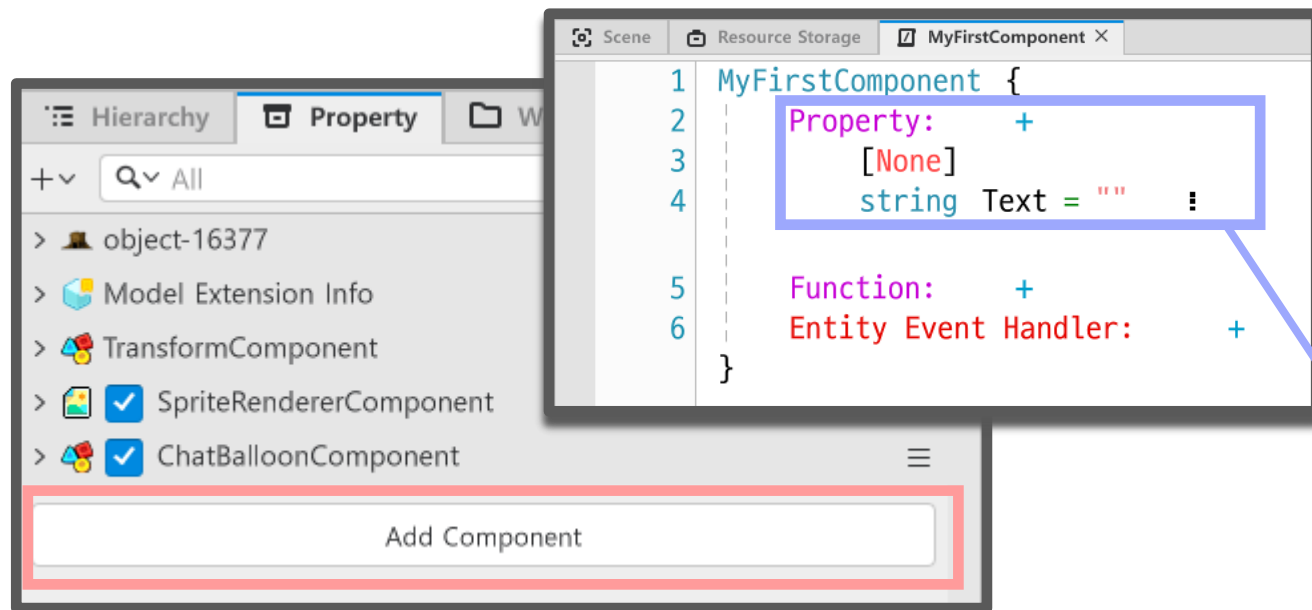 Scene
Resource Storage
MyFirstComponent
1 MyFirstComponent {
2 Property: +
3 [None]
4 string Text = ""
5 Function: +
6 Entity Event Handler: +
}
Hierarchy
Property
W
All
object-16377
Model Extension Info
TransformComponent
SpriteRendererComponent
ChatBalloonComponent
Add Component